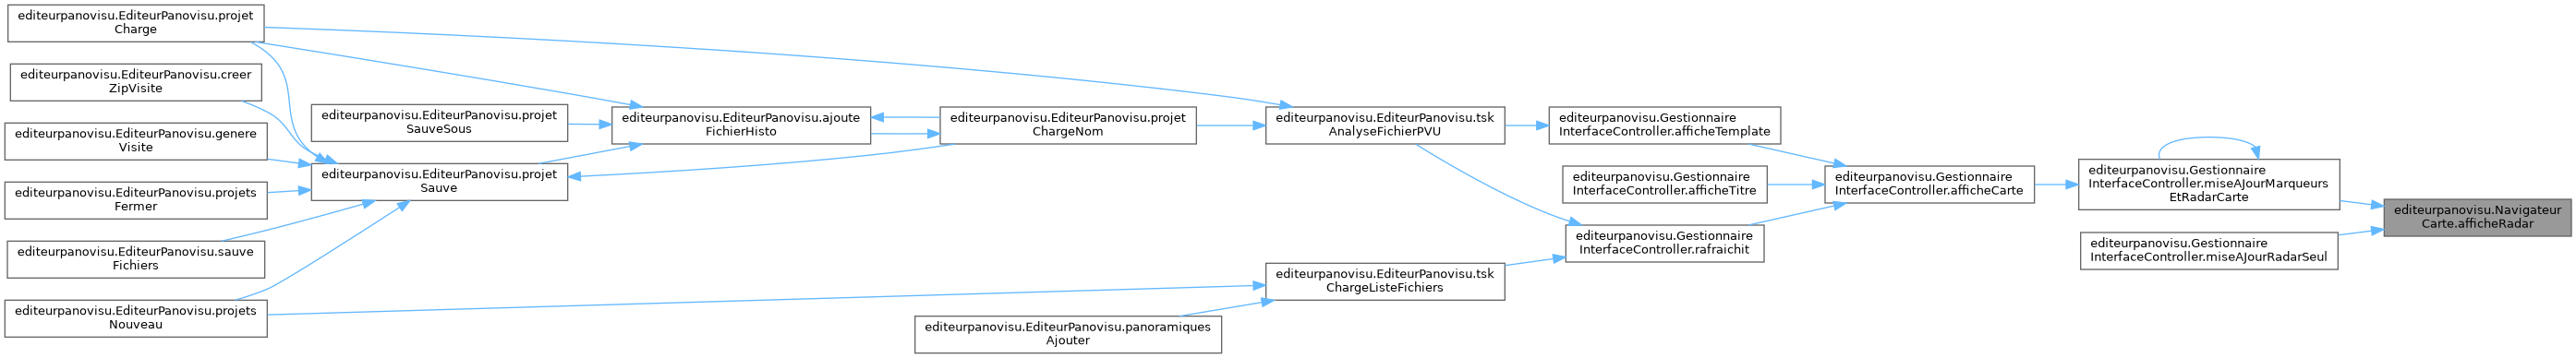 editeurpanovisu.EditeurPanovisu.projet
Charge
editeurpanovisu.EditeurPanovisu.creer
ZipVisite
editeurpanovisu.EditeurPanovisu.genere
Visite
editeurpanovisu.EditeurPanovisu.projets
Fermer
editeurpanovisu.EditeurPanovisu.sauve
Fichiers
editeurpanovisu.EditeurPanovisu.projets
Nouveau
editeurpanovisu.EditeurPanovisu.projet
SauveSous
editeurpanovisu.EditeurPanovisu.projet
Sauve
editeurpanovisu.EditeurPanovisu.ajoute
FichierHisto
editeurpanovisu.EditeurPanovisu.projet
ChargeNom
editeurpanovisu.EditeurPanovisu.panoramiques
Ajouter
editeurpanovisu.EditeurPanovisu.tsk
AnalyseFichierPVU
editeurpanovisu.EditeurPanovisu.tsk
ChargeListeFichiers
editeurpanovisu.Gestionnaire
InterfaceController.afficheTemplate
editeurpanovisu.Gestionnaire
InterfaceController.afficheTitre
editeurpanovisu.Gestionnaire
InterfaceController.rafraichit
editeurpanovisu.Gestionnaire
InterfaceController.afficheCarte
editeurpanovisu.Gestionnaire
InterfaceController.miseAJourMarqueurs
EtRadarCarte
editeurpanovisu.Gestionnaire
InterfaceController.miseAJourRadarSeul
editeurpanovisu.Navigateur
Carte.afficheRadar